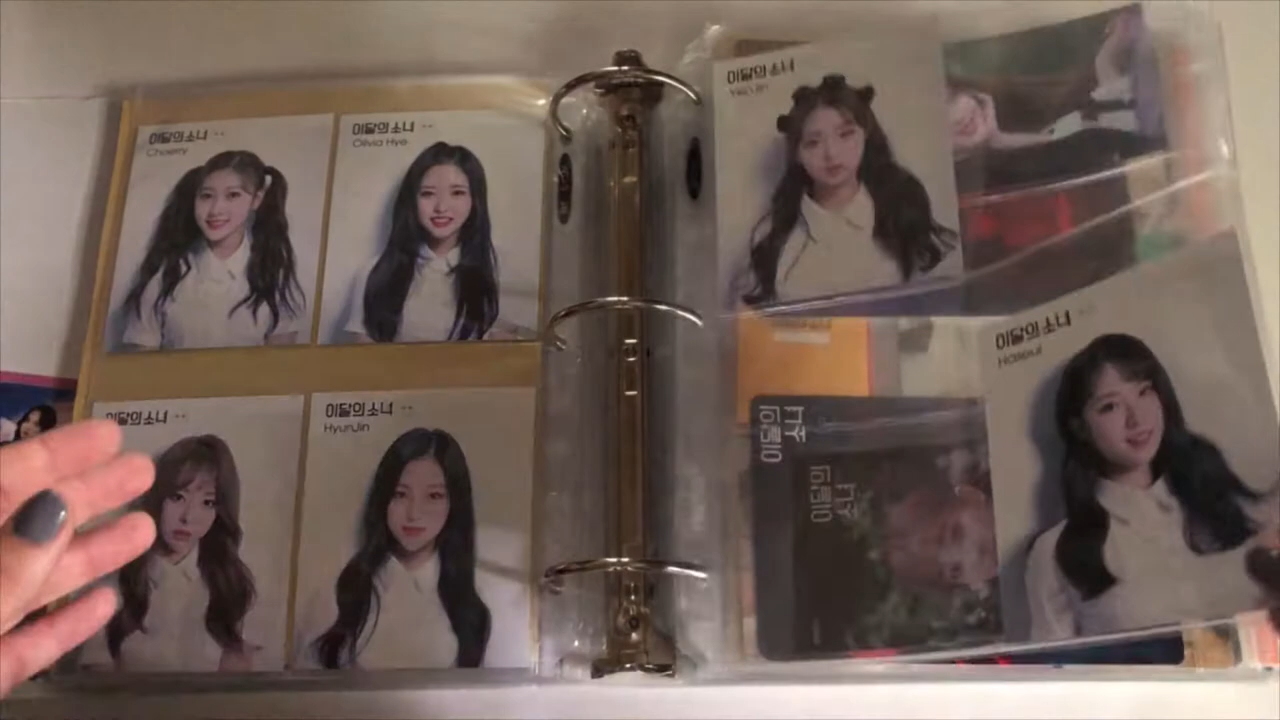 이달의 소녀
Choerry
이달의 소녀
Olivia Hye
이달의 소녀
이달의 소녀
HyunJin
이달의 소녀
YeoJin
이달의 소녀
HaSeul
이달의
소녀
이달의
소녀